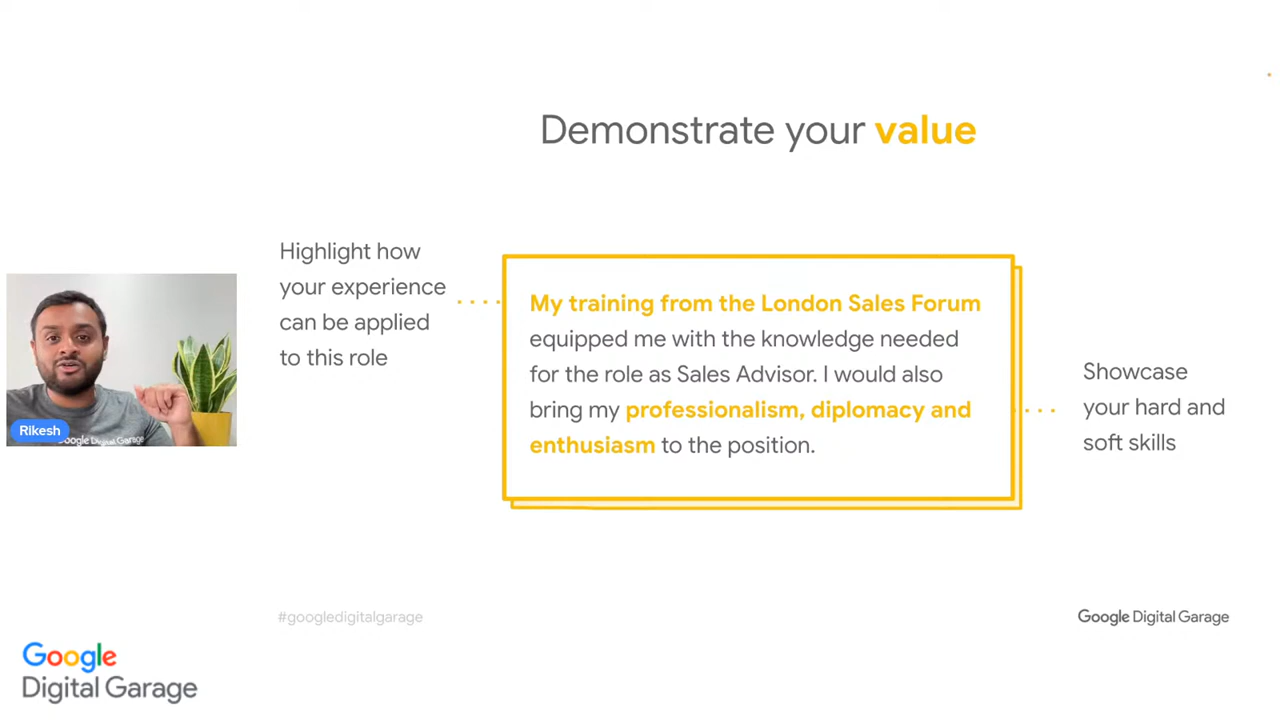 Demonstrate your value
Highlight how
your experience
can be applied
to this role
My training from the London Sales Forum
equipped me with the knowledge needed
for the role as Sales Advisor. I would also
bring my professionalism, diplomacy and
enthusiasm to the position.
Showcase
your hard and
soft skills
Rikesh
Google Digital Garage
#googledigitalgarage
Google Digital Garage
Google
Digital Garage